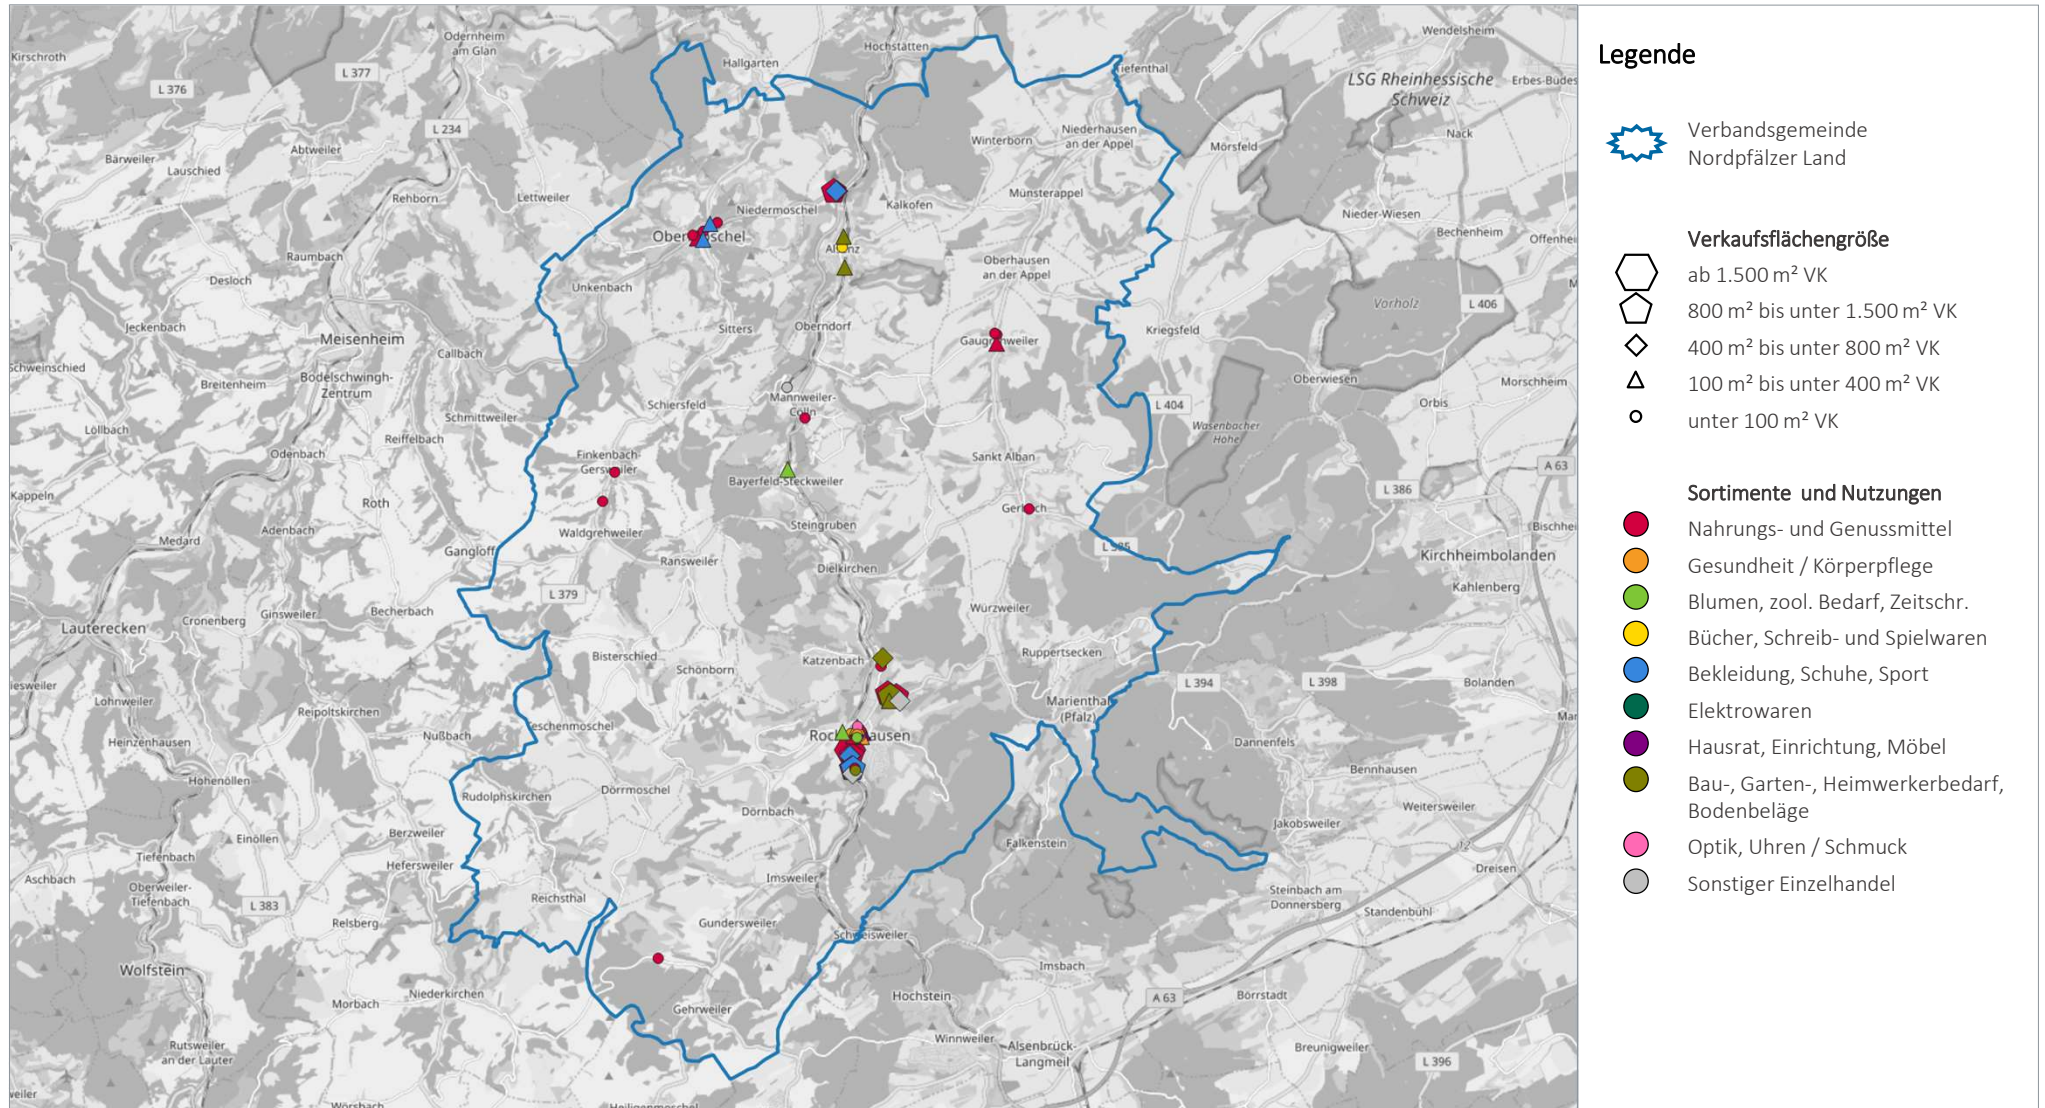 Kirschroth
Odernheim
am Glan
L 377
L 376
Hallgarten
Hochstätten
Wendelsheim
Tiefenthal
LSG Rheinhessische
Schweiz
L 234
Bärweiler
Abtweiler
Lauschied
Winterborn
Niederhausen
an der Appel
Mörsfeld
Nack
Rehborn
Lettweiler
Niedermoschel
Kalkofen
Münsterappel
Nieder-Wiesen
Bechenheim
Raumbach
Desloch
Unkenbach
Oberhausen
an der Appel
Vorholz
L 406
Jeckenbach
Meisenheim
Callbach
Sitters
Oberndorf
Kriegsfeld
Breitenheim
Bodelschwingh-
Zentrum
Oberwiesen
Morschheim
Schmittweiler
Schiersfeld
Mannweiler-
Cölln
L 404
Orbis
Löllbach
Reiffelbach
Wasenbacher
Höhe
Odenbach
Finkenbach-
Gersweiler
Sankt Alban
A 63
Kappeln
Roth
Bayerfeld-Steckweiler
L 386
Adenbach
Medard
Waldgrehweiler
Steingruben
Gangloff
Ransweiler
Dielkirchen
Kirchheimbolanden
L 379
Kahlenberg
Ginsweiler
Becherbach
Cronenberg
Würzweiler
Lauterecken
Bisterschied
Schönborn
Katzenbach
Ruppertsecken
L 394
L 398
Bolanden
Lohnweiler
Reipoltskirchen
Marienthal
(Pfalz)
Nußbach
Heinzenhausen
Dannenfels
Hohenöllen
Rudolphskirchen
Dörrmoschel
Bennhausen
Dörnbach
Weitersweiler
Einöllen
Berzweiler
Jakobsweiler
Falkenstein
Tiefenbach
Hefersweiler
Aschbach
Oberweiler-
Tiefenbach
Imsweiler
Dreisen
Steinbach am
Donnersberg
L 383
Reichsthal
Relsberg
Gundersweiler
Standenbühl
Schweisweiler
Wolfstein
Imsbach
Niederkirchen
Morbach
Gehrweiler
Hochstein
A 63
Börrstadt
Rutsweiler
an der Lauter
Winnweiler
Alsenbrück-
Langmeil
Breunigweiler
L 396
Wörsbach
Heiligenmoschel
Legende
Verbandsgemeinde
Nordpfälzer Land
Verkaufsflächengröße
ab 1.500 m² VK
800 m² bis unter 1.500 m² VK
400 m² bis unter 800 m² VK
100 m² bis unter 400 m² VK
unter 100 m² VK
Sortimente und Nutzungen
Nahrungs- und Genussmittel
Gesundheit / Körperpflege
Blumen, zool. Bedarf, Zeitschr.
Bücher, Schreib- und Spielwaren
Bekleidung, Schuhe, Sport
Elektrowaren
Hausrat, Einrichtung, Möbel
Bau-, Garten-, Heimwerkerbedarf,
Bodenbeläge
Optik, Uhren / Schmuck
Sonstiger Einzelhandel